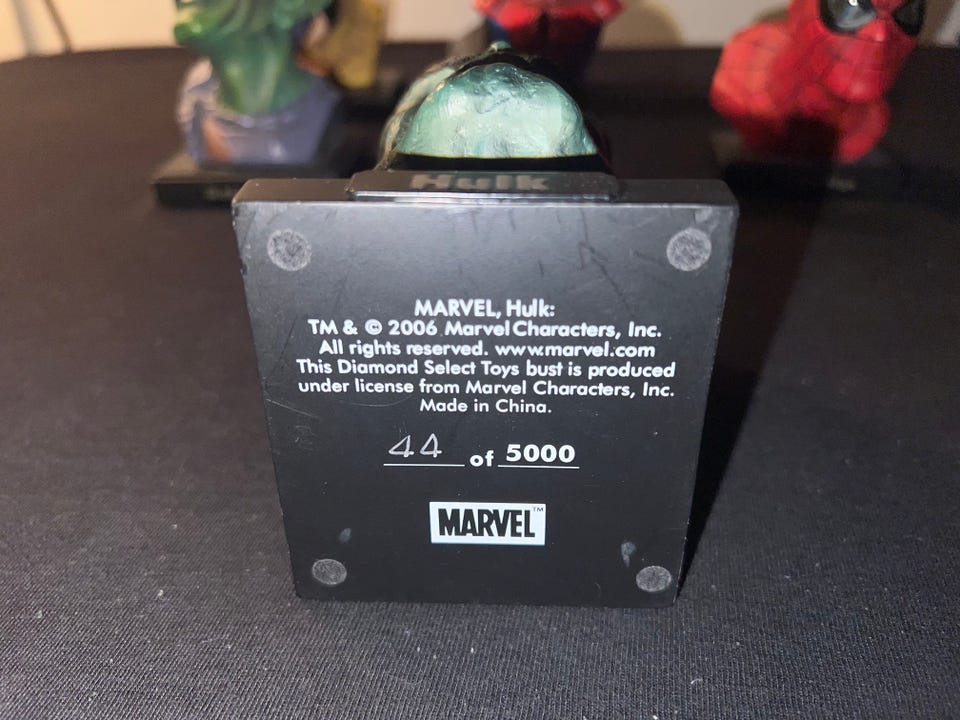 Hulk
MARVEL, Hulk:
TM & © 2006 Marvel Characters, Inc.
All rights reserved. www.marvel.com
This Diamond Select Toys bust is produced
under license from Marvel Characters, Inc.
Made in China.
44 of 5000
MARVEL™